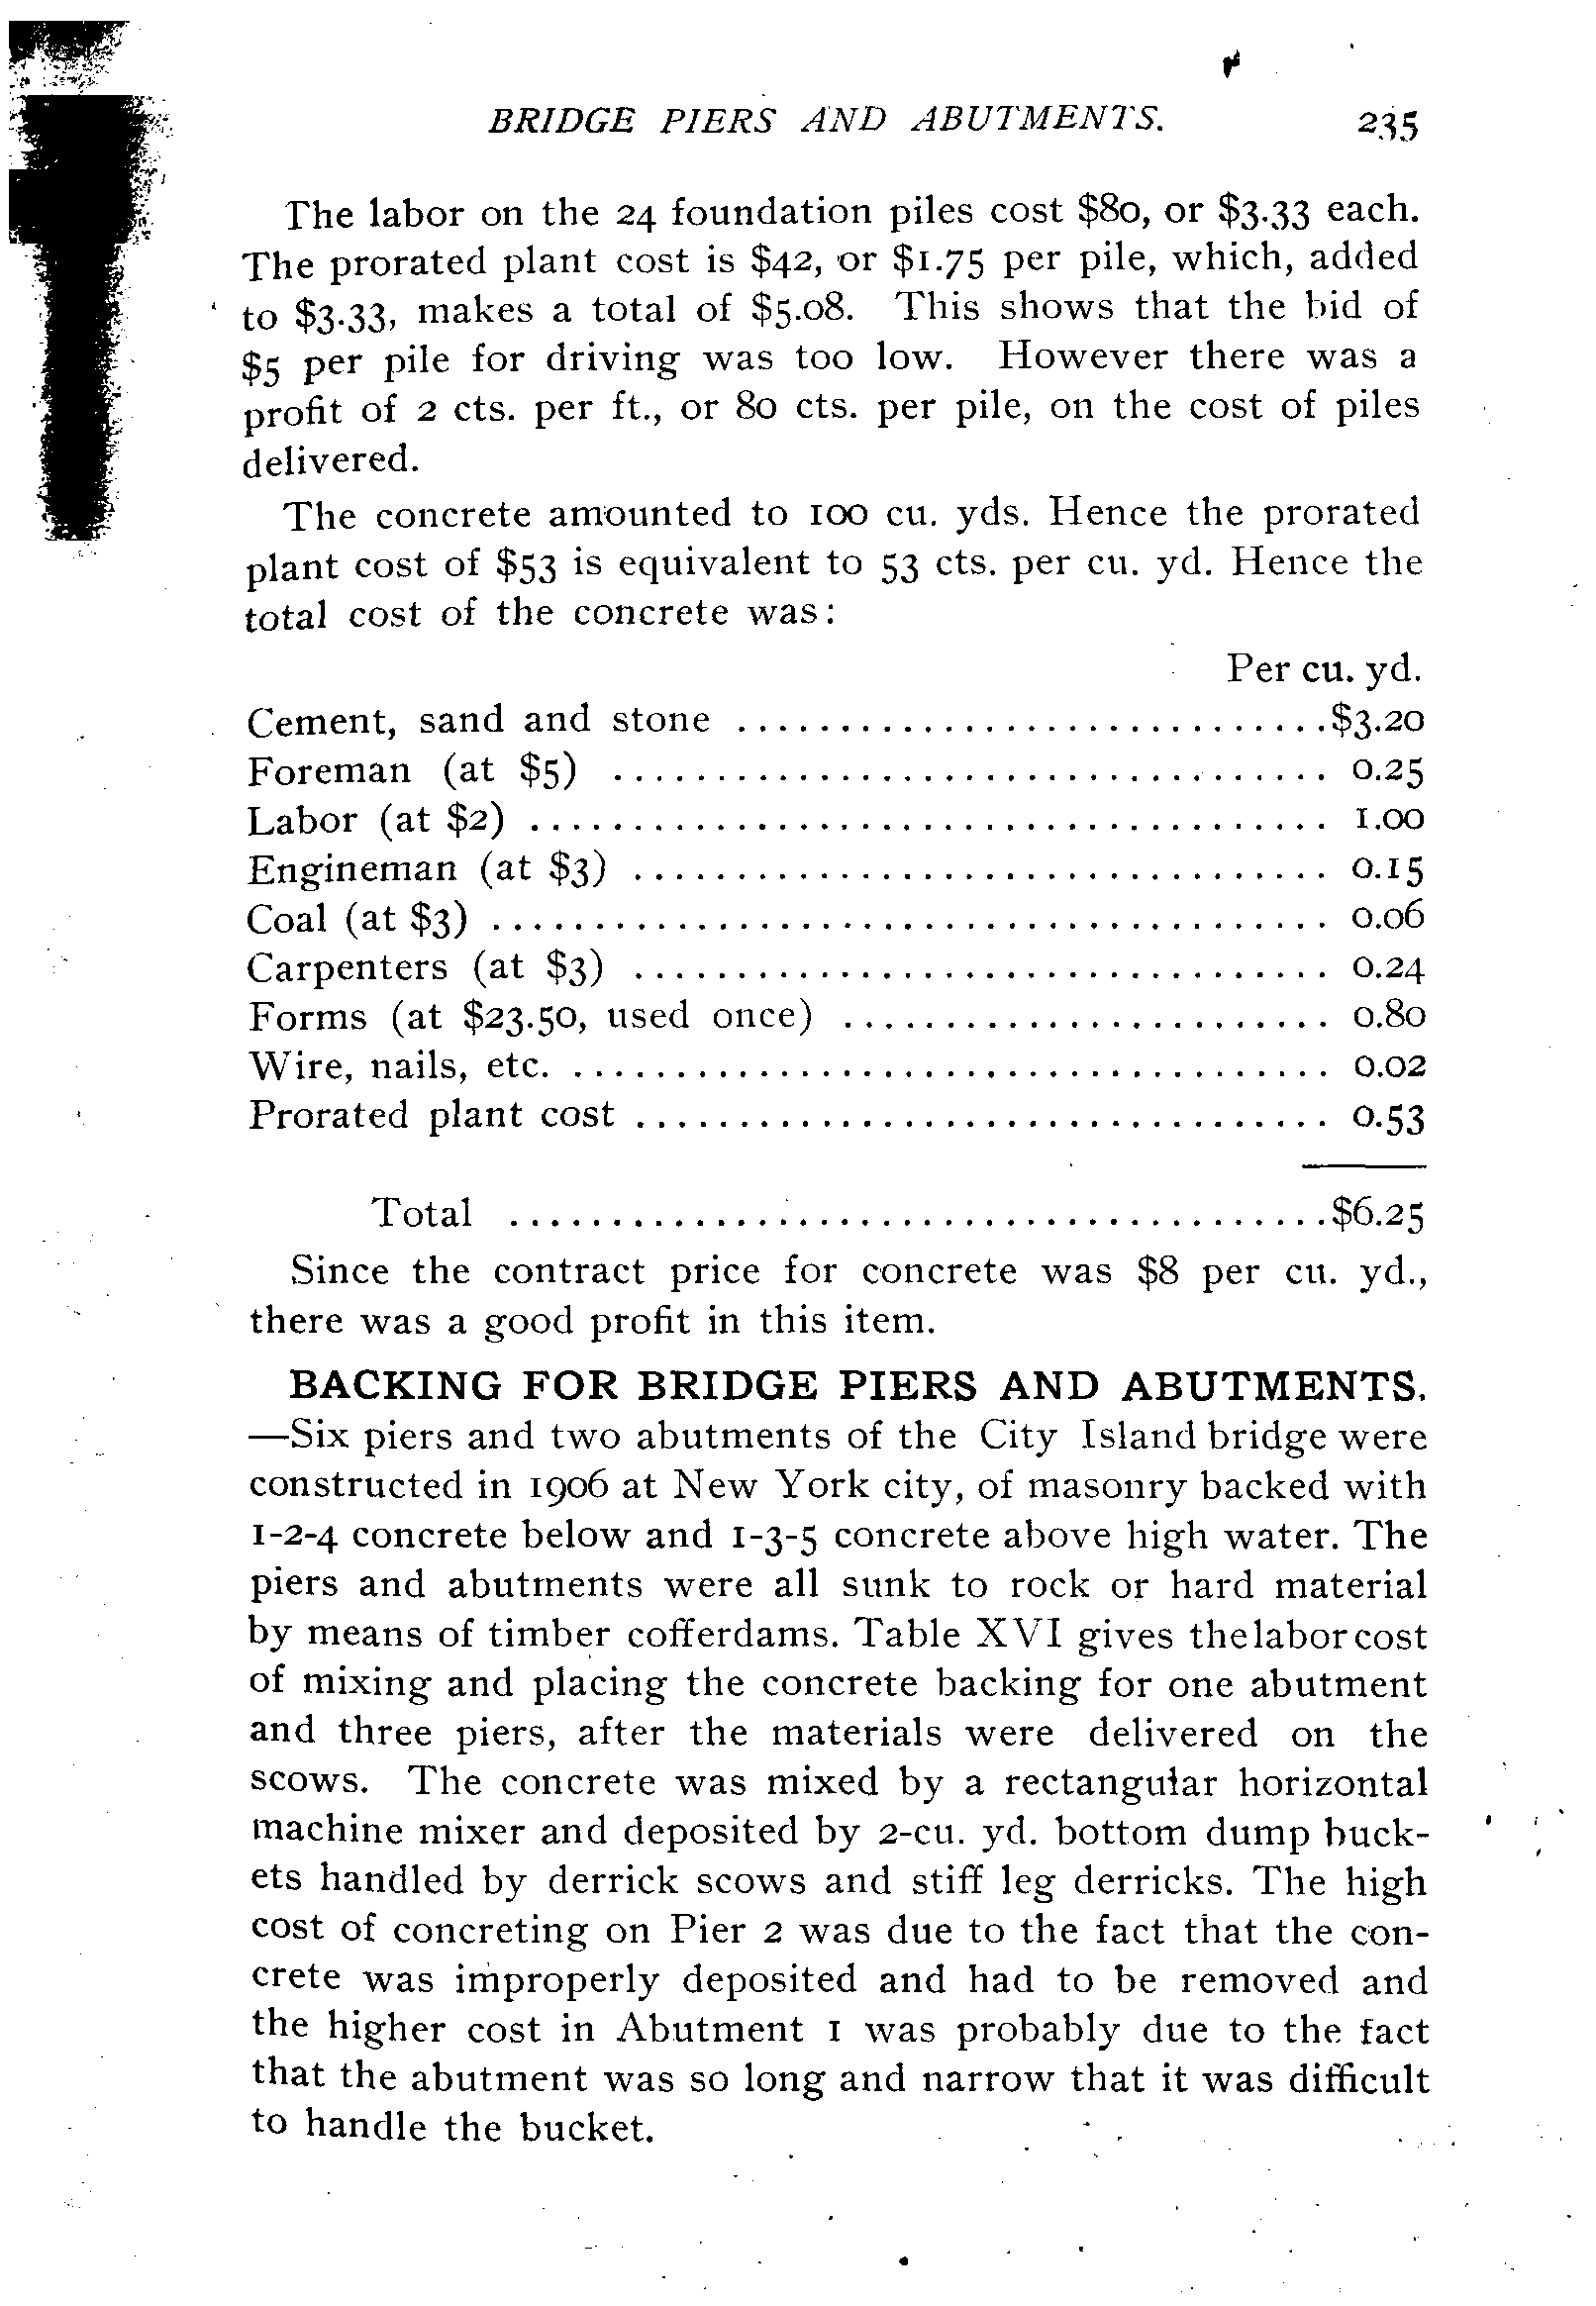 BRIDGE PIERS AND ABUTMENTS. 235
The labor on the 24 foundation piles cost $80, or $3.33 each.
The prorated plant cost is $42, or $1.75 per pile, which, added
to $3.33, makes a total of $5.08. This shows that the bid of
$5 per pile for driving was too low. However there was a
profit of 2 cts. per ft., or 80 cts. per pile, on the cost of piles
delivered.
The concrete amounted to 100 cu. yds. Hence the prorated
plant cost of $53 is equivalent to 53 cts. per cu. yd. Hence the
total cost of the concrete was:
Per cu. yd.
Cement, sand and stone ............................. $3.20
Foreman (at $5) ................................... 0.25
Labor (at $2) ....................................... 1.00
Engineman (at $3) .................................. 0.15
Coal (at $3) ......................................... 0.06
Carpenters (at $3) .................................. 0.24
Forms (at $23.50, used once) ........................ 0.80
Wire, nails, etc. ..................................... 0.02
Prorated plant cost .................................. 0.53
Total ........................................ $6.25
Since the contract price for concrete was $8 per cu. yd.,
there was a good profit in this item.
BACKING FOR BRIDGE PIERS AND ABUTMENTS.
—Six piers and two abutments of the City Island bridge were
constructed in 1906 at New York city, of masonry backed with
1-2-4 concrete below and 1-3-5 concrete above high water. The
piers and abutments were all sunk to rock or hard material
by means of timber cofferdams. Table XVI gives the labor cost
of mixing and placing the concrete backing for one abutment
and three piers, after the materials were delivered on the
scows. The concrete was mixed by a rectangular horizontal
machine mixer and deposited by 2-cu. yd. bottom dump buck-
ets handled by derrick scows and stiff leg derricks. The high
cost of concreting on Pier 2 was due to the fact that the con-
crete was improperly deposited and had to be removed and
the higher cost in Abutment 1 was probably due to the fact
that the abutment was so long and narrow that it was difficult
to handle the bucket.